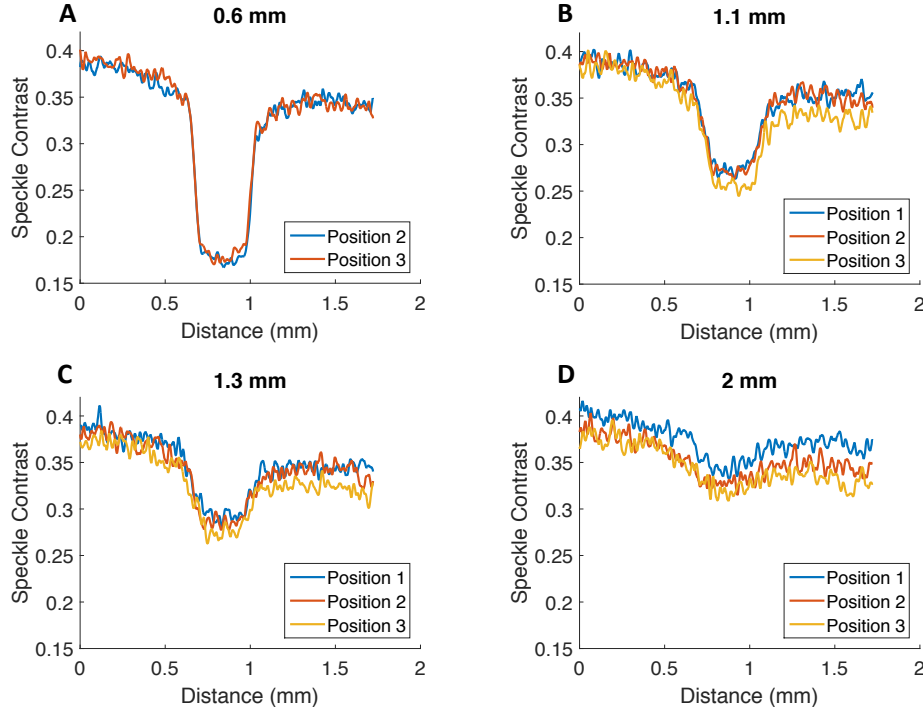 A
0.6 mm
Speckle Contrast
0.4
0.35
0.3
0.25
0.2
0.15
0
0.5
1
1.5
2
Distance (mm)
Position 2
Position 3
B
1.1 mm
Speckle Contrast
0.4
0.35
0.3
0.25
0.2
0.15
0
0.5
1
1.5
2
Distance (mm)
Position 1
Position 2
Position 3
C
1.3 mm
Speckle Contrast
0.4
0.35
0.3
0.25
0.2
0.15
0
0.5
1
1.5
2
Distance (mm)
Position 1
Position 2
Position 3
D
2 mm
Speckle Contrast
0.4
0.35
0.3
0.25
0.2
0.15
0
0.5
1
1.5
2
Distance (mm)
Position 1
Position 2
Position 3